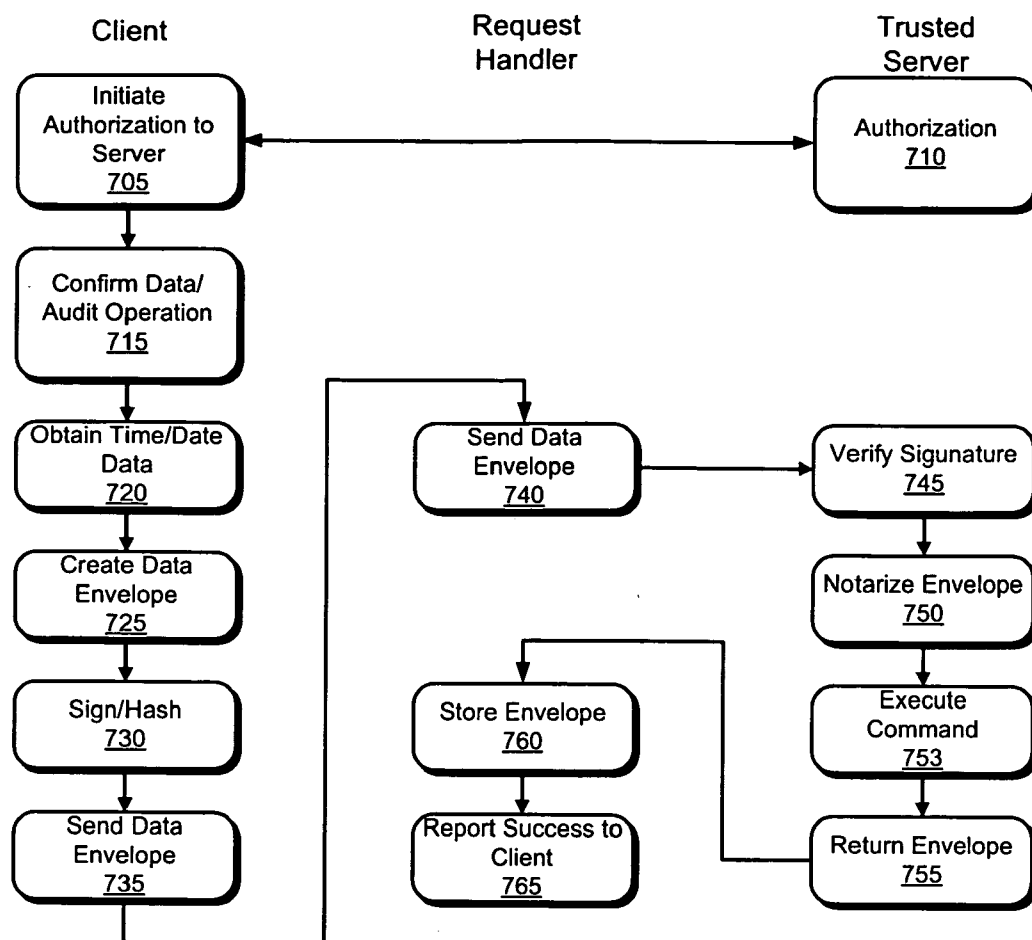 Client
Request
Handler
Trusted
Server
Initiate
Authorization to
Server
705
Authorization
710
Confirm Data/
Audit Operation
715
Obtain Time/Date
Data
720
Send Data
Envelope
740
Verify Sigunature
745
Create Data
Envelope
725
Notarize Envelope
750
Sign/Hash
730
Store Envelope
760
Execute
Command
753
Send Data
Envelope
735
Report Success to
Client
765
Return Envelope
755